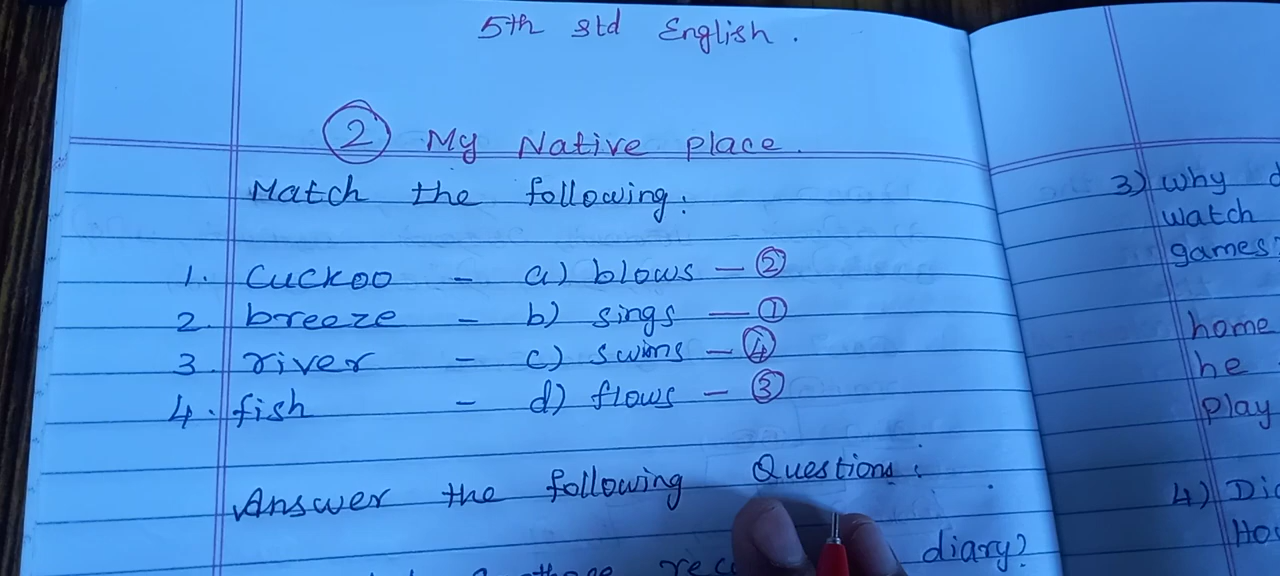 5th std English.
② My Native place.
Match the following:
1. Cuckoo - a) blows - ②
2. breeze - b) sings - ①
3. river - c) swims - ④
4. fish - d) flows - ③
Answer the following Questions:
diary?
3) Why
watch
games?
home
he
play
4)